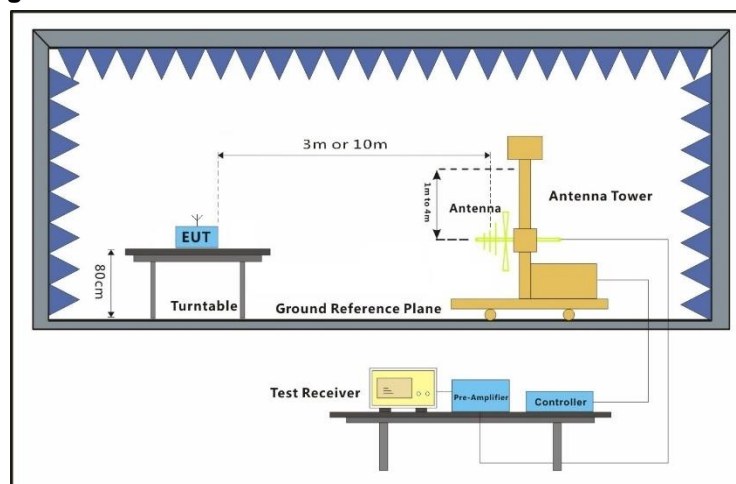 3m or 10m
1m to 4m
Antenna
Antenna Tower
EUT
80cm
Turntable
Ground Reference Plane
Test Receiver
Pre-Amplifier
Controller